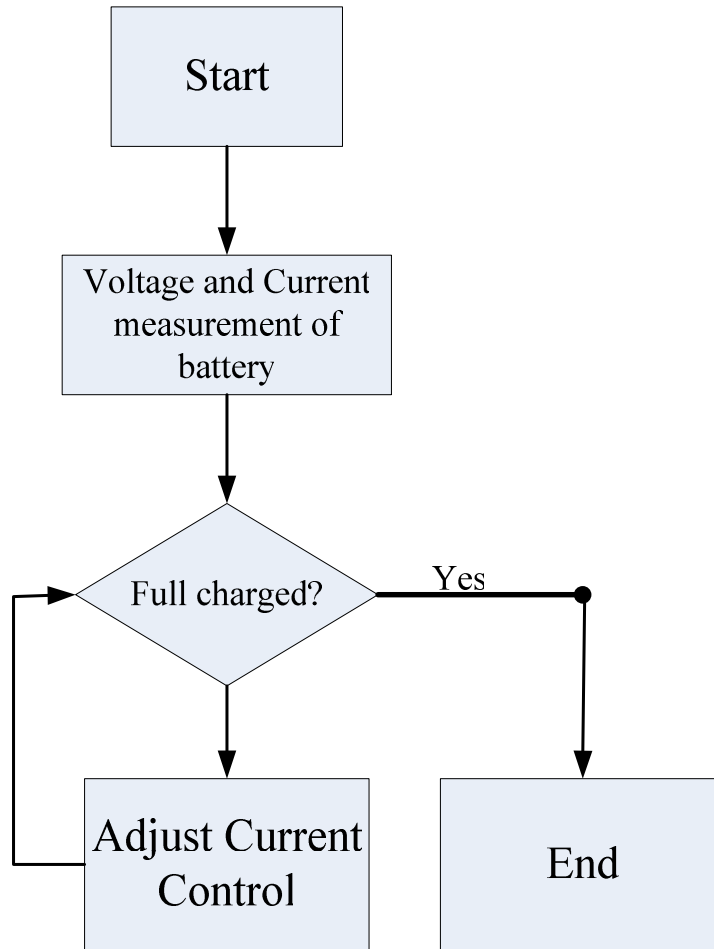 Start
Voltage and Current
measurement of
battery
Full charged?
Yes
Adjust Current
Control
End